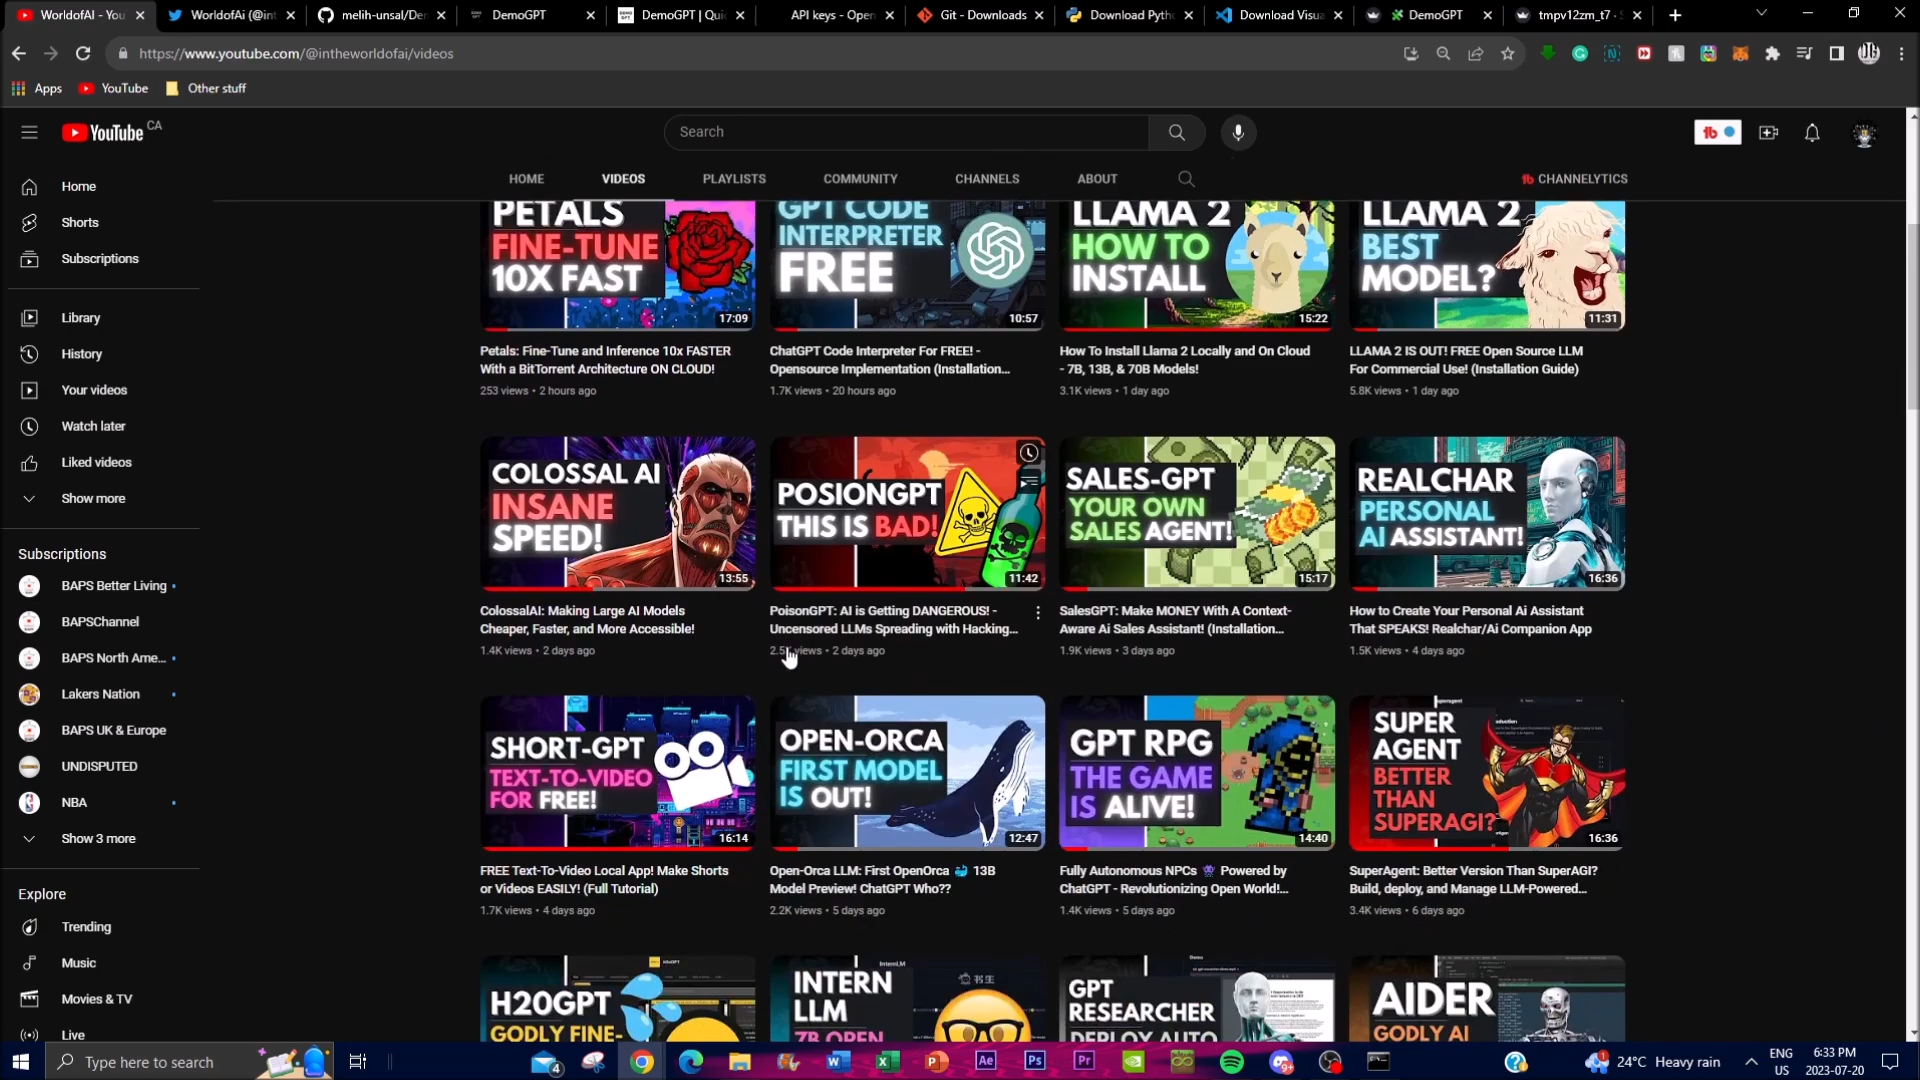 WorldofAI - You
WorldofAi (@int
melih-unsal/Dem
DemoGPT
DemoGPT | Quic
API keys - Open
Git - Downloads
Download Pytho
Download Visua
DemoGPT
tmpv12zm_t7 · S
https://www.youtube.com/@intheworldofai/videos
Apps
YouTube
Other stuff
YouTube CA
Search
HOME
VIDEOS
PLAYLISTS
COMMUNITY
CHANNELS
ABOUT
CHANNELYTICS
Home
Shorts
Subscriptions
Library
History
Your videos
Watch later
Liked videos
Show more
Subscriptions
BAPS Better Living
BAPSChannel
BAPS North Ame...
Lakers Nation
BAPS UK & Europe
UNDISPUTED
NBA
Show 3 more
Explore
Trending
Music
Movies & TV
Live
PETALS
FINE-TUNE
10X FAST
17:09
Petals: Fine-Tune and Inference 10x FASTER
With a BitTorrent Architecture ON CLOUD!
253 views • 2 hours ago
GPT CODE
INTERPRETER
FREE
10:57
ChatGPT Code Interpreter For FREE! -
Opensource Implementation (Installation...
1.7K views • 20 hours ago
LLAMA 2
HOW TO
INSTALL
15:22
How To Install Llama 2 Locally and On Cloud
- 7B, 13B, & 70B Models!
3.1K views • 1 day ago
LLAMA 2
BEST
MODEL?
11:31
LLAMA 2 IS OUT! FREE Open Source LLM
For Commercial Use! (Installation Guide)
5.8K views • 1 day ago
COLOSSAL AI
INSANE
SPEED!
13:55
ColossalAI: Making Large AI Models
Cheaper, Faster, and More Accessible!
1.4K views • 2 days ago
POSIONGPT
THIS IS BAD!
11:42
PoisonGPT: AI is Getting DANGEROUS! -
Uncensored LLMs Spreading with Hacking...
2.5K views • 2 days ago
SALES-GPT
YOUR OWN
SALES AGENT!
15:17
SalesGPT: Make MONEY With A Context-
Aware Ai Sales Assistant! (Installation...
1.9K views • 3 days ago
REALCHAR
PERSONAL
AI ASSISTANT!
16:36
How to Create Your Personal Ai Assistant
That SPEAKS! Realchar/Ai Companion App
1.5K views • 4 days ago
SHORT-GPT
TEXT-TO-VIDEO
FOR FREE!
16:14
FREE Text-To-Video Local App! Make Shorts
or Videos EASILY! (Full Tutorial)
1.7K views • 4 days ago
OPEN-ORCA
FIRST MODEL
IS OUT!
12:47
Open-Orca LLM: First OpenOrca 🐳 13B
Model Preview! ChatGPT Who??
2.2K views • 5 days ago
GPT RPG
THE GAME
IS ALIVE!
14:40
Fully Autonomous NPCs 👾 Powered by
ChatGPT - Revolutionizing Open World!...
1.4K views • 5 days ago
SUPER
AGENT
BETTER
THAN
SUPERAGI?
16:36
SuperAgent: Better Version Than SuperAGI?
Build, deploy, and Manage LLM-Powered...
3.4K views • 6 days ago
H20GPT
GODLY FINE-
InternLM
书生
INTERN
LLM
7B OPEN
GPT
RESEARCHER
DEPLOY AUTO
AIDER
GODLY AI
Type here to search
4
24°C Heavy rain
ENG
US
6:33 PM
2023-07-20